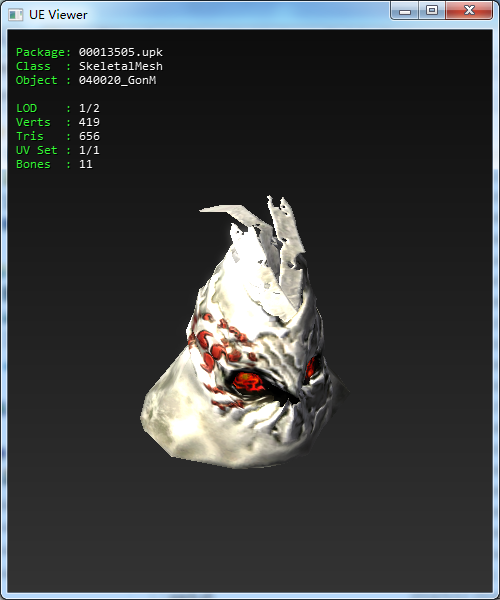 UE Viewer
Package: 00013505.upk
Class : SkeletalMesh
Object : 040020_GonM
LOD : 1/2
Verts : 419
Tris : 656
UV Set : 1/1
Bones : 11